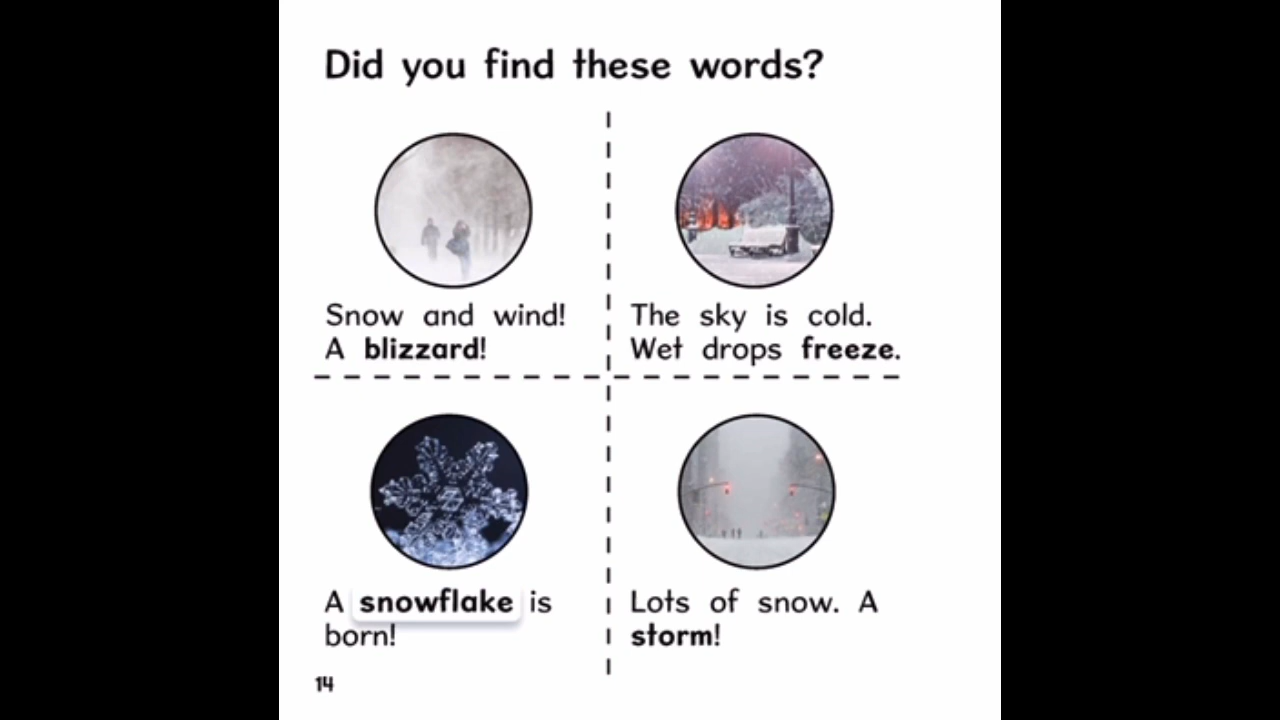 Did you find these words?
Snow and wind!
A blizzard!
The sky is cold.
Wet drops freeze.
A snowflake is
born!
Lots of snow. A
storm!
14